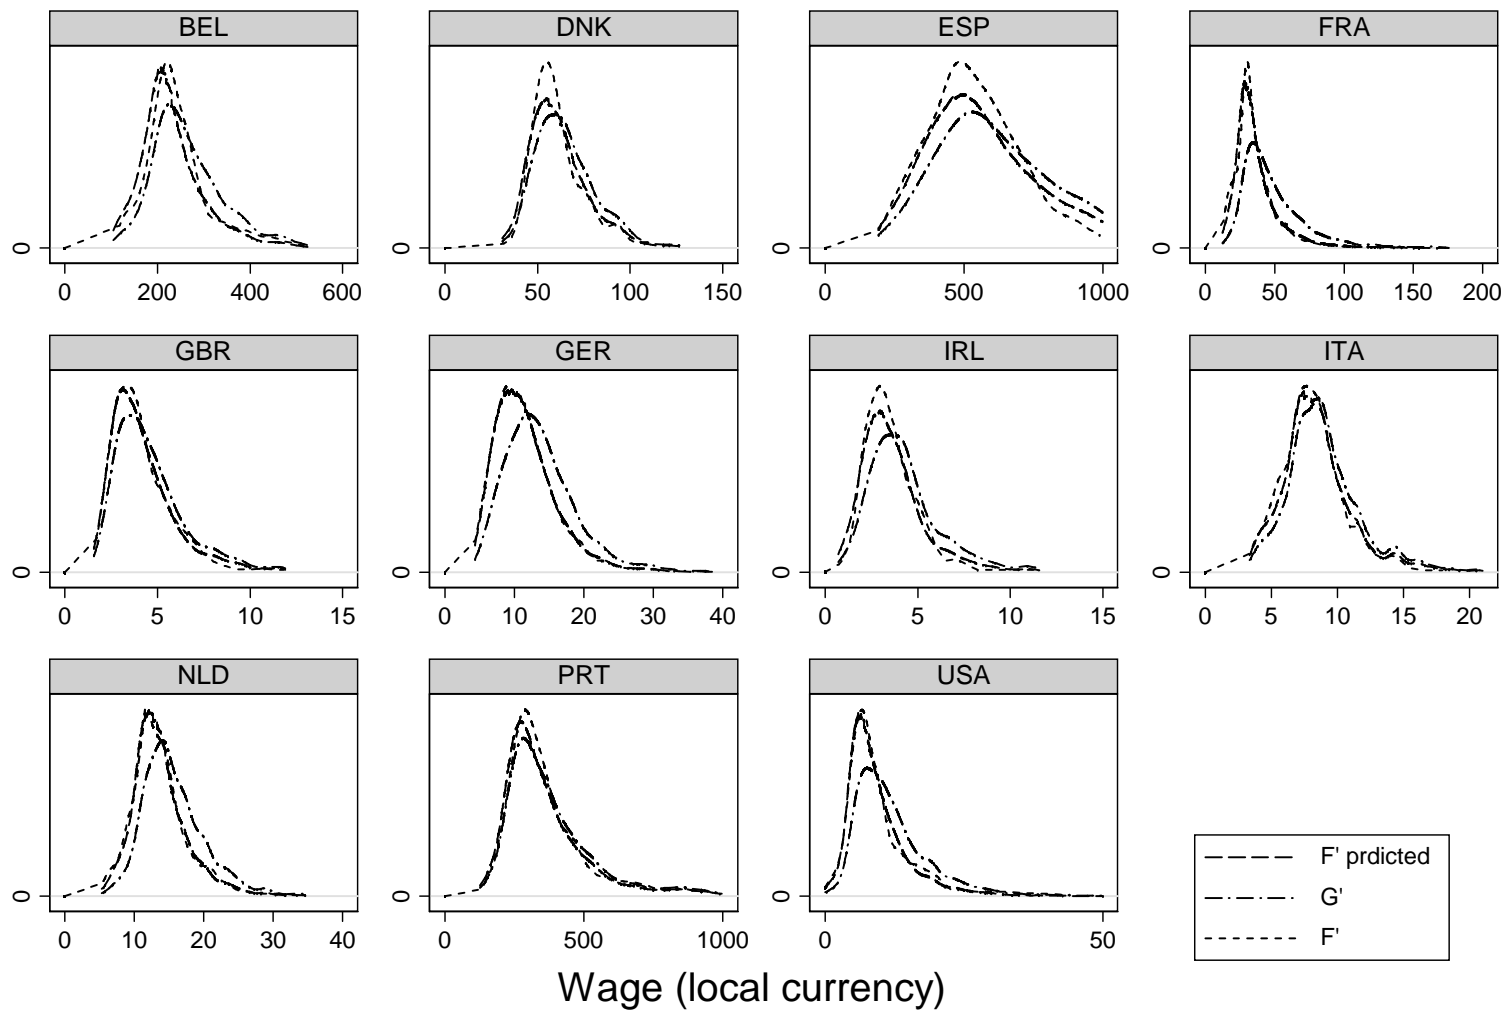 BEL DNK ESP FRA
0 0 0 0
0 200 400 600 0 50 100 150 0 500 1000 0 50 100 150 200
GBR GER IRL ITA
0 0 0 0
0 5 10 15 0 10 20 30 40 0 5 10 15 0 5 10 15 20
NLD PRT USA
0 0 0
0 10 20 30 40 0 500 1000 0 50
F' prdicted
G'
F'
Wage (local currency)